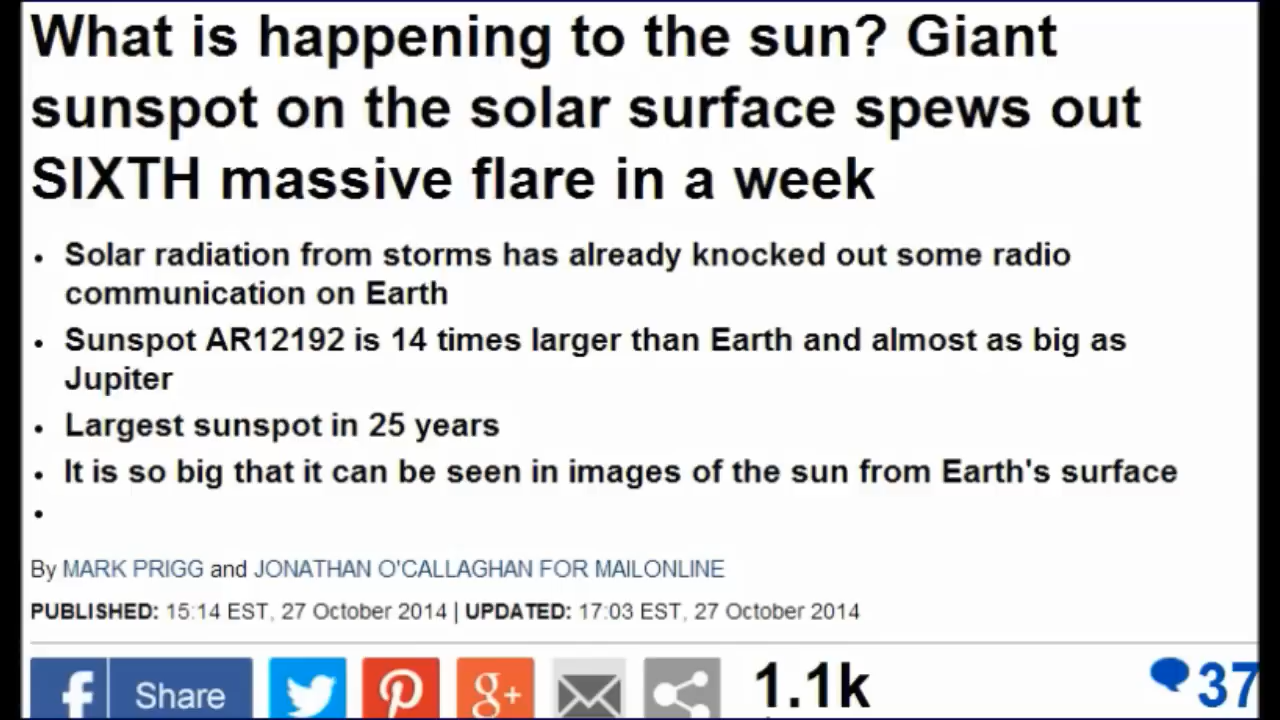 What is happening to the sun? Giant
sunspot on the solar surface spews out
SIXTH massive flare in a week
• Solar radiation from storms has already knocked out some radio
communication on Earth
• Sunspot AR12192 is 14 times larger than Earth and almost as big as
Jupiter
• Largest sunspot in 25 years
• It is so big that it can be seen in images of the sun from Earth's surface
•
By MARK PRIGG and JONATHAN O'CALLAGHAN FOR MAILONLINE
PUBLISHED: 15:14 EST, 27 October 2014 | UPDATED: 17:03 EST, 27 October 2014
f Share g+ 1.1k 37